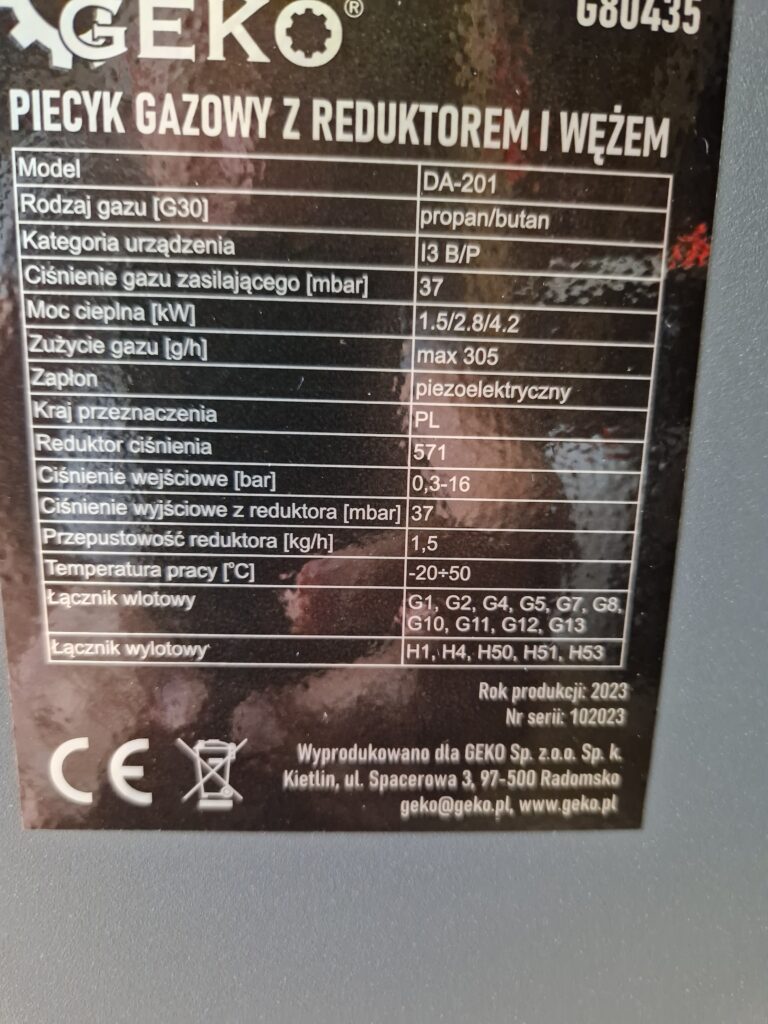 GEKO®
G80435
PIECYK GAZOWY Z REDUKTOREM I WĘŻEM
Model DA-201
Rodzaj gazu [G30] propan/butan
Kategoria urządzenia I3 B/P
Ciśnienie gazu zasilającego [mbar] 37
Moc cieplna [kW] 1.5/2.8/4.2
Zużycie gazu [g/h] max 305
Zapłon piezoelektryczny
Kraj przeznaczenia PL
Reduktor ciśnienia 571
Ciśnienie wejściowe [bar] 0,3-16
Ciśnienie wyjściowe z reduktora [mbar] 37
Przepustowość reduktora [kg/h] 1,5
Temperatura pracy [°C] -20÷50
Łącznik wlotowy G1, G2, G4, G5, G7, G8,
G10, G11, G12, G13
Łącznik wylotowy H1, H4, H50, H51, H53
Rok produkcji: 2023
Nr serii: 102023
CE
Wyprodukowano dla GEKO Sp. z.o.o. Sp. k.
Kietlin, ul. Spacerowa 3, 97-500 Radomsko
geko@geko.pl, www.geko.pl